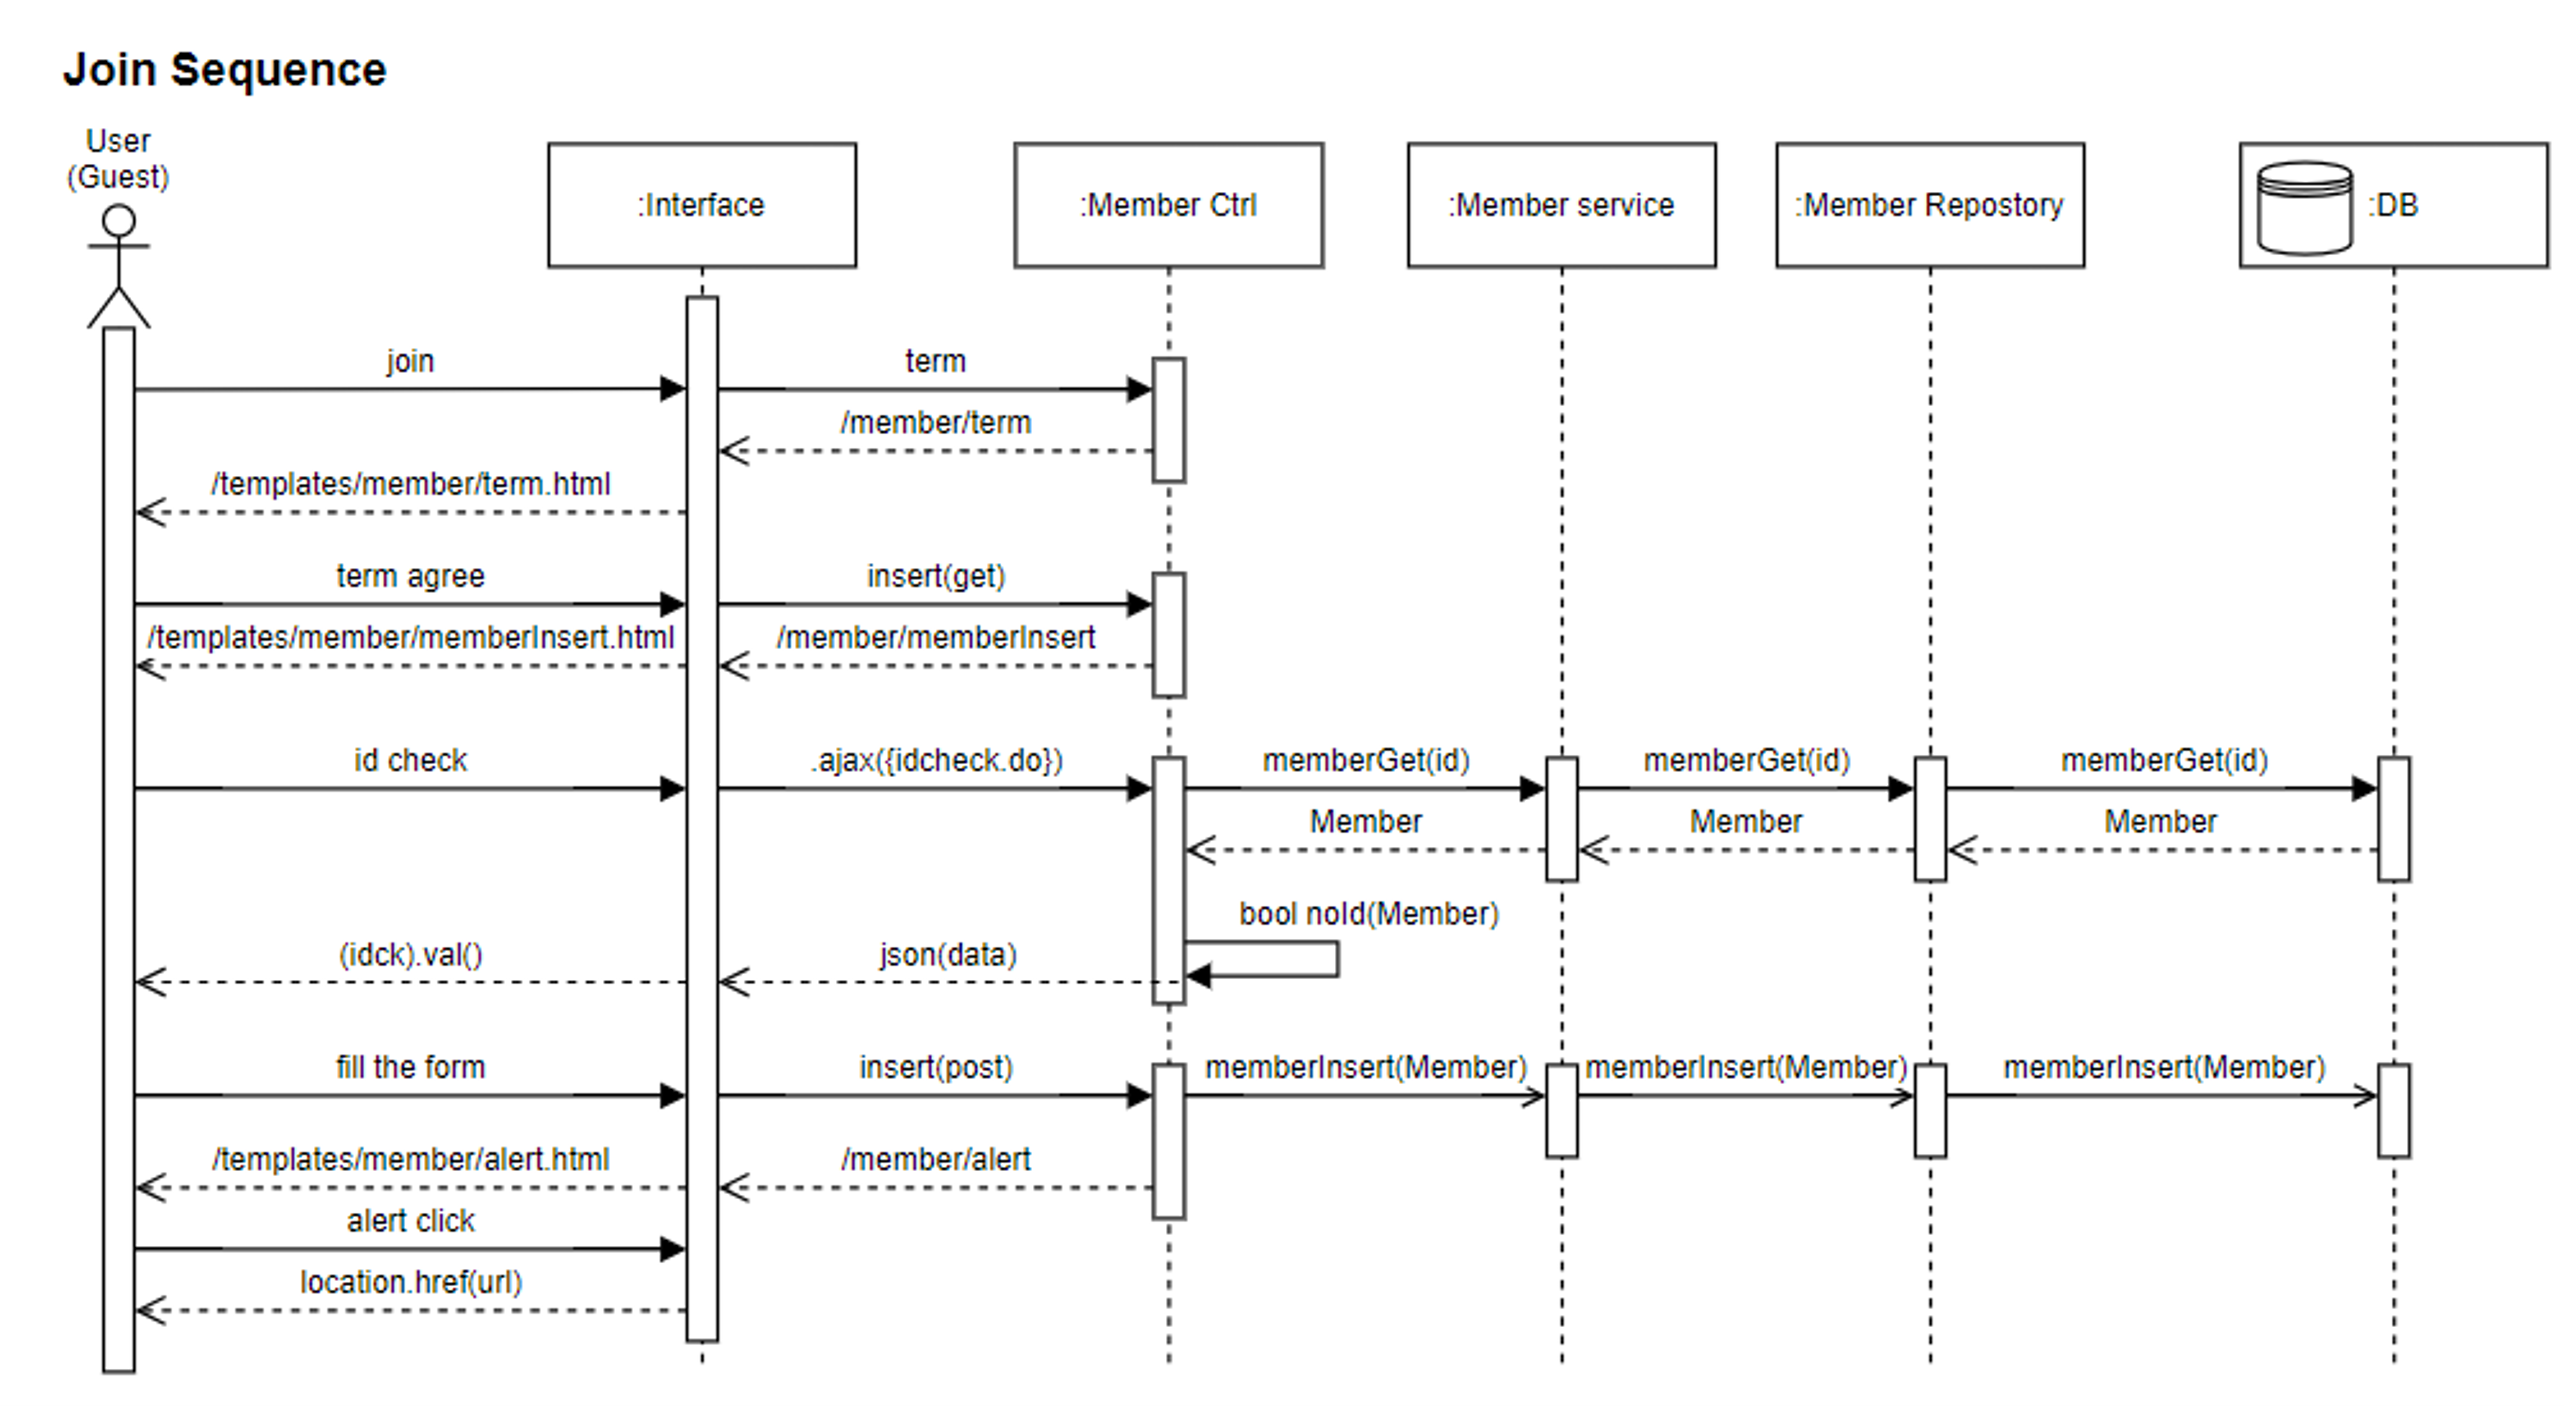 Join Sequence
User
(Guest)
:Interface
:Member Ctrl
:Member service
:Member Repostory
:DB
join
term
/member/term
/templates/member/term.html
term agree
insert(get)
/templates/member/memberInsert.html
/member/memberInsert
id check
.ajax({idcheck.do})
memberGet(id)
memberGet(id)
memberGet(id)
Member
Member
Member
bool noId(Member)
(idck).val()
json(data)
fill the form
insert(post)
memberInsert(Member)
memberInsert(Member)
memberInsert(Member)
/templates/member/alert.html
/member/alert
alert click
location.href(url)